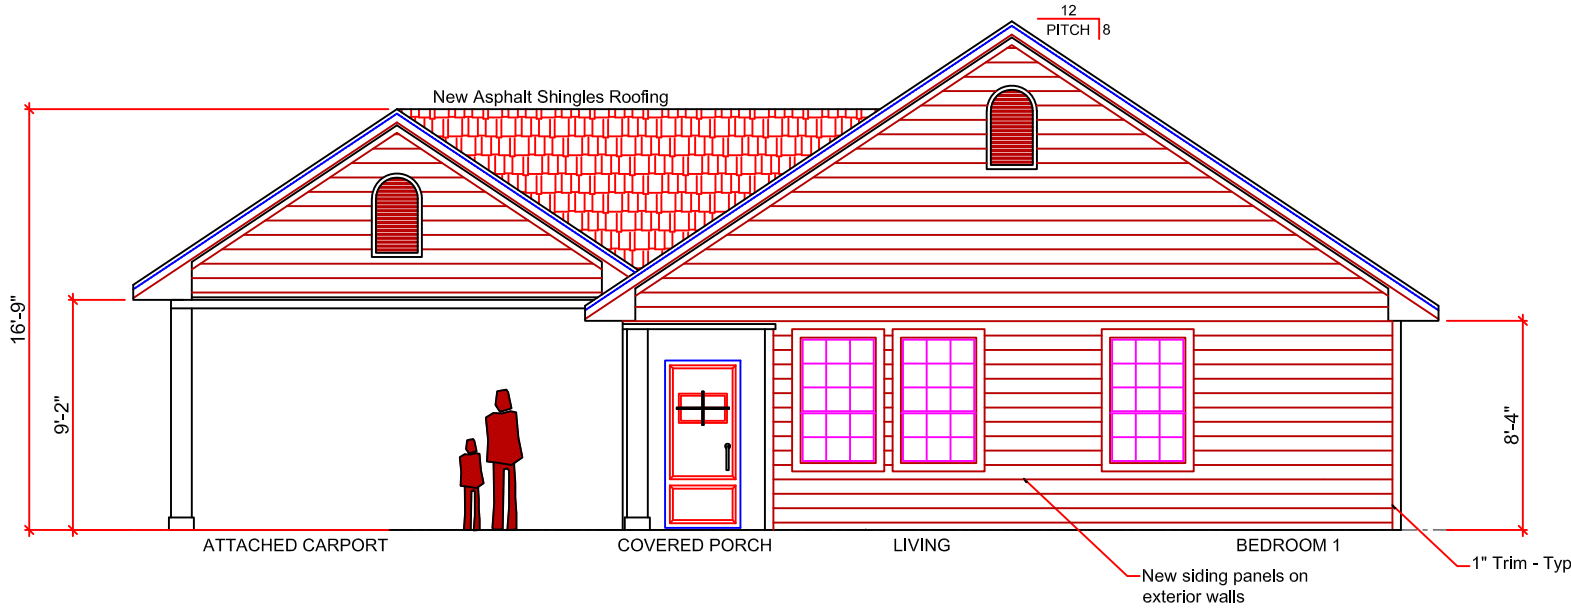 12
PITCH 8
New Asphalt Shingles Roofing
16'-9"
9'-2"
8'-4"
ATTACHED CARPORT
COVERED PORCH
LIVING
BEDROOM 1
1" Trim - Typ
New siding panels on
exterior walls